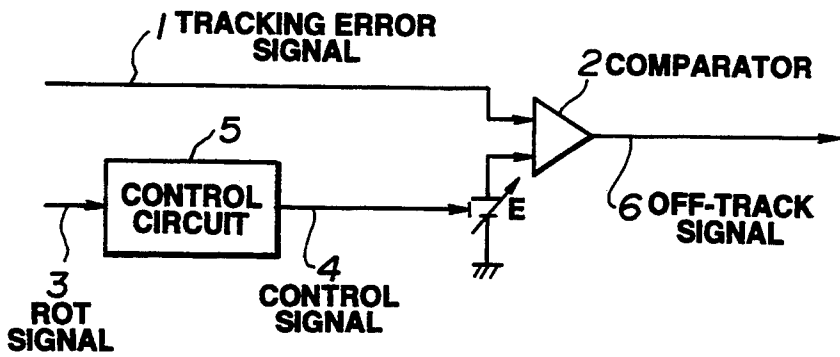 1 TRACKING ERROR
SIGNAL
2 COMPARATOR
5
CONTROL
CIRCUIT
E
6 OFF-TRACK
SIGNAL
3
ROT
SIGNAL
4
CONTROL
SIGNAL